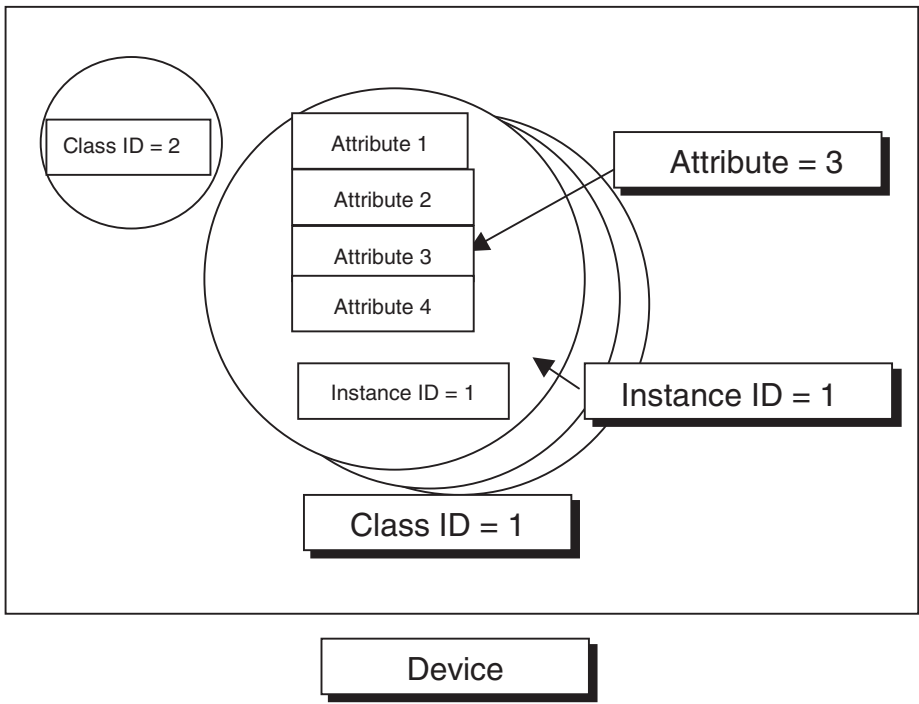 Class ID = 2
Attribute 1
Attribute 2
Attribute 3
Attribute 4
Attribute = 3
Instance ID = 1
Instance ID = 1
Class ID = 1
Device